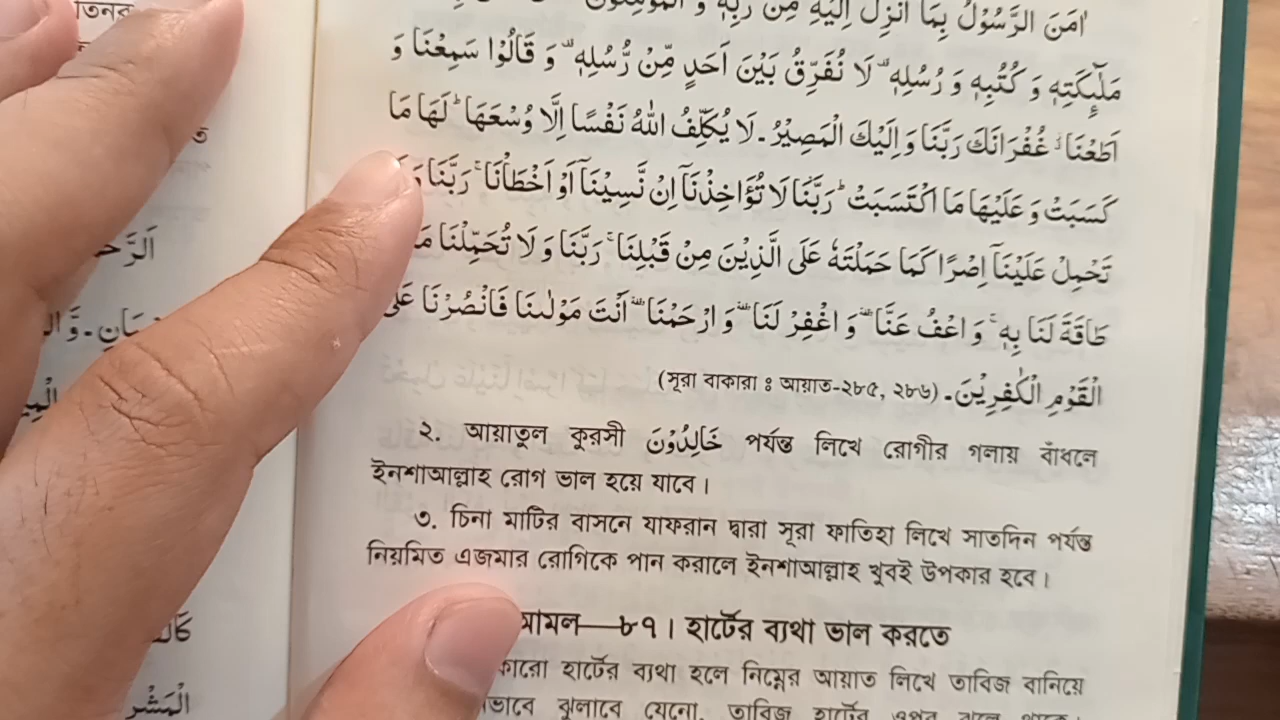 اٰمَنَ الرَّسُوْلُ بِمَا اُنْزِلَ اِلَيْهِ مِنْ رَّبِّهٖ وَ الْمُؤْمِنُوْنَ
مَلٰٓئِكَتِهٖ وَ كُتُبِهٖ وَ رُسُلِهٖ ۟ لَا نُفَرِّقُ بَيْنَ اَحَدٍ مِّنْ رُّسُلِهٖ ۟ وَ قَالُوْا سَمِعْنَا وَ
اَطَعْنَا ۫ غُفْرَانَكَ رَبَّنَا وَ اِلَيْكَ الْمَصِيْرُ ۔ لَا يُكَلِّفُ اللّٰهُ نَفْسًا اِلَّا وُسْعَهَا ؕ لَهَا مَا
كَسَبَتْ وَ عَلَيْهَا مَا اكْتَسَبَتْ ؕ رَبَّنَا لَا تُؤَاخِذْنَآ اِنْ نَّسِيْنَآ اَوْ اَخْطَاْنَا ۚ رَبَّنَا وَ
تَحْمِلْ عَلَيْنَآ اِصْرًا كَمَا حَمَلْتَهٗ عَلَى الَّذِيْنَ مِنْ قَبْلِنَا ۚ رَبَّنَا وَ لَا تُحَمِّلْنَا
طَاقَةَ لَنَا بِهٖ ۚ وَ اعْفُ عَنَّا ۥ وَ اغْفِرْ لَنَا ۥ وَ ارْحَمْنَا ۥ اَنْتَ مَوْلٰىنَا فَانْصُرْنَا عَلَى
الْقَوْمِ الْكٰفِرِيْنَ ۔ (সূরা বাকারা ঃ আয়াত-২৮৫, ২৮৬)
২. আয়াতুল কুরসী خَالِدُوْنَ পর্যন্ত লিখে রোগীর গলায় বাঁধলে
ইনশাআল্লাহ রোগ ভাল হয়ে যাবে।
৩. চিনা মাটির বাসনে যাফরান দ্বারা সূরা ফাতিহা লিখে সাতদিন পর্যন্ত
নিয়মিত এজমার রোগিকে পান করালে ইনশাআল্লাহ খুবই উপকার হবে।
আমল—৮৭। হার্টের ব্যথা ভাল করতে
কারো হার্টের ব্যথা হলে নিম্নের আয়াত লিখে তাবিজ বানিয়ে
ঝুলাবে যেনো, তাবিজ হার্টের ওপর